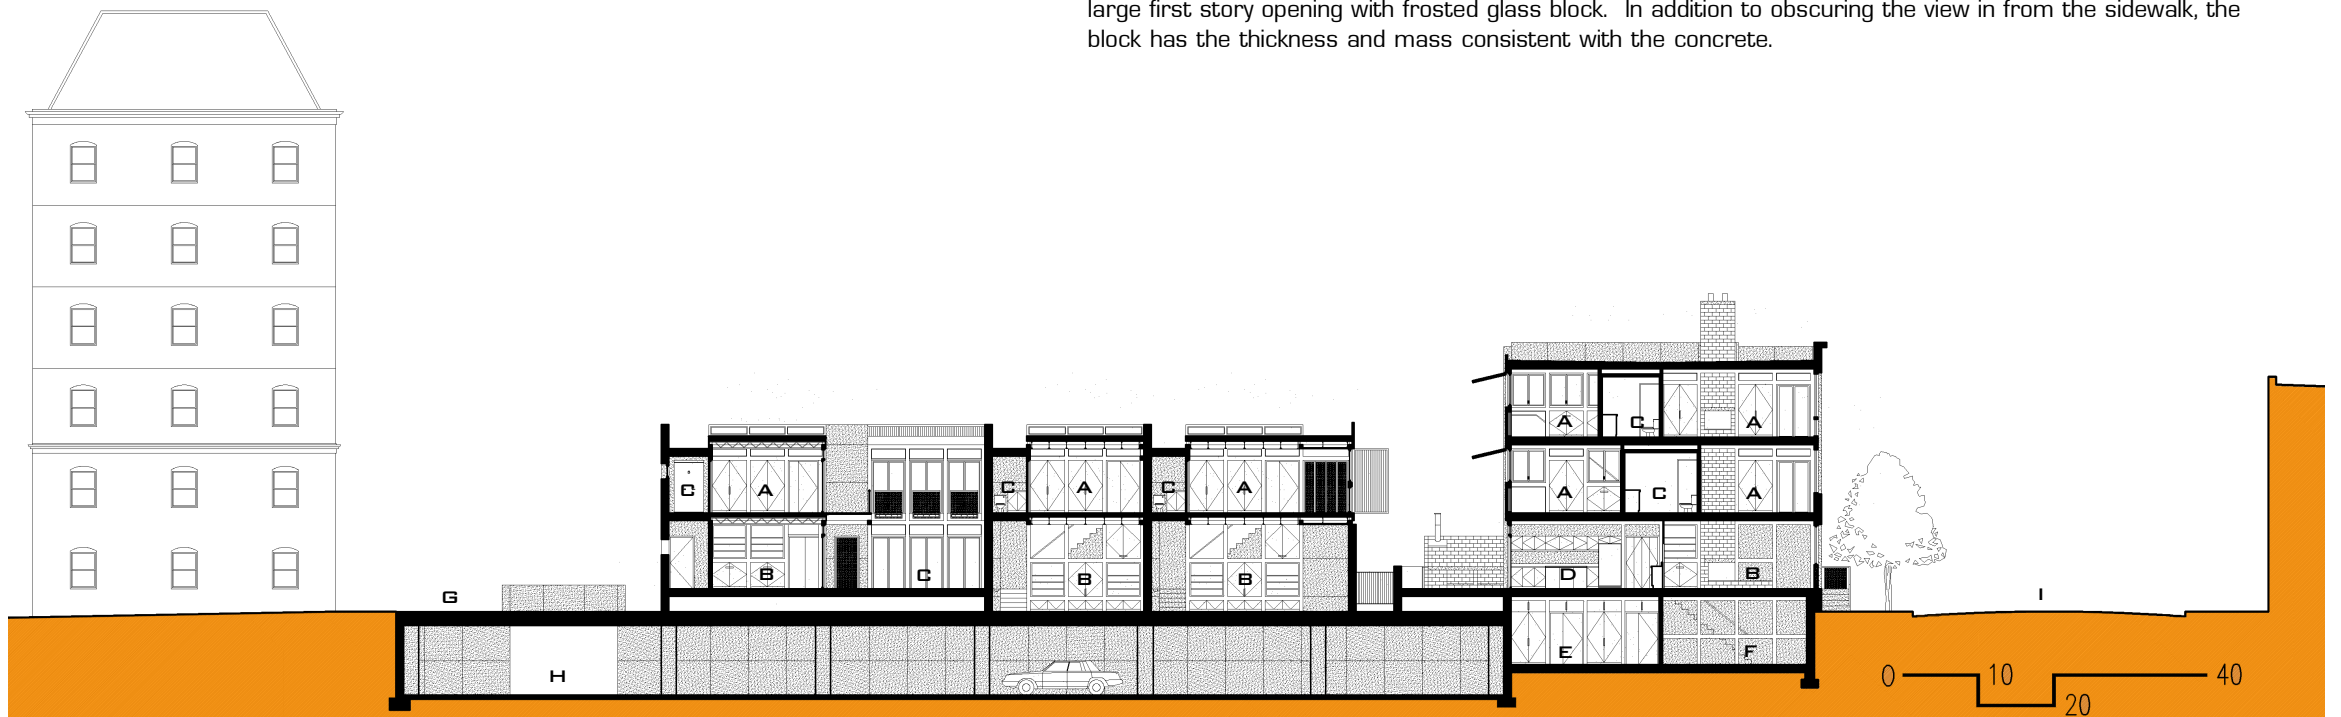 large first story opening with frosted glass block.  In addition to obscuring the view in from the sidewalk, the
block has the thickness and mass consistent with the concrete.
A C A
C A C A C A A C A
B C B B D B
G I
H E F
0 10 20 40